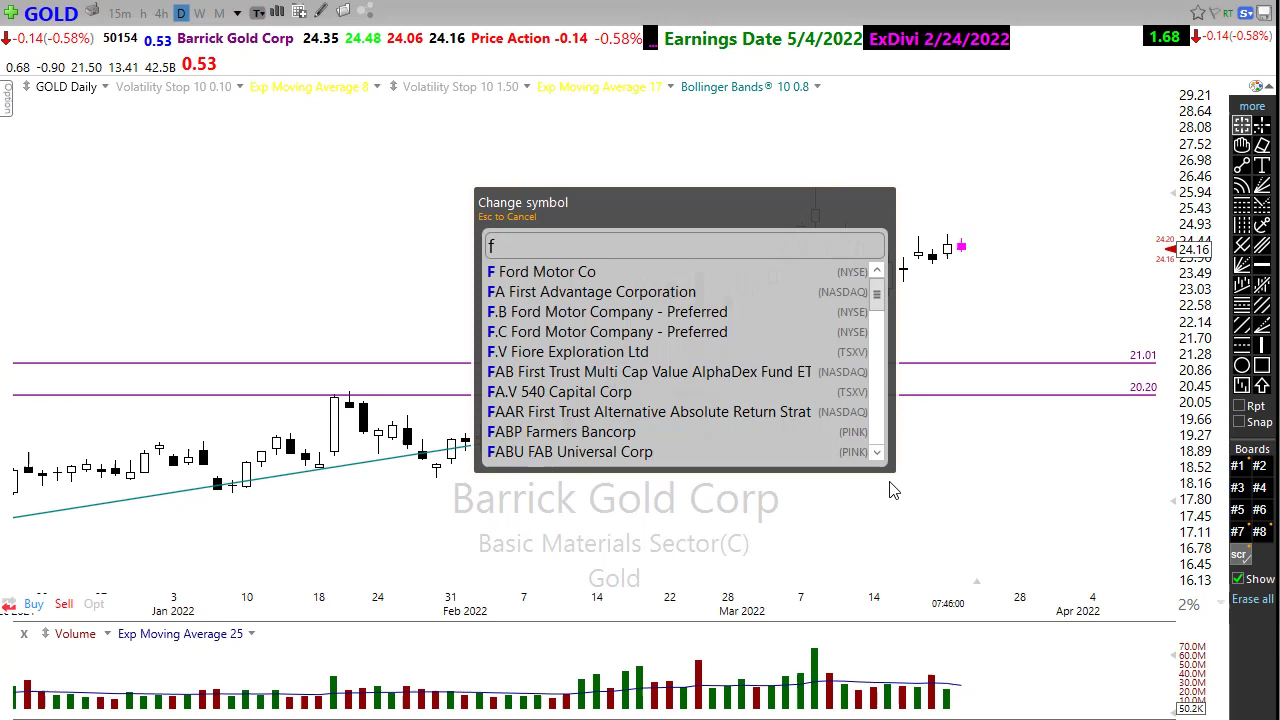 GOLD 15m h 4h D W M T RT S
-0.14(-0.58%) 50154 0.53 Barrick Gold Corp 24.35 24.48 24.06 24.16 Price Action -0.14 -0.58% ... Earnings Date 5/4/2022 ExDivi 2/24/2022 1.68 -0.14(-0.58%)
0.68 -0.90 21.50 13.41 42.5B 0.53
Option
GOLD Daily Volatility Stop 10 0.10 Exp Moving Average 8 Volatility Stop 10 1.50 Exp Moving Average 17 Bollinger Bands® 10 0.8
Change symbol
Esc to Cancel
f
F Ford Motor Co (NYSE)
FA First Advantage Corporation (NASDAQ)
F.B Ford Motor Company - Preferred (NYSE)
F.C Ford Motor Company - Preferred (NYSE)
F.V Fiore Exploration Ltd (TSXV)
FAB First Trust Multi Cap Value AlphaDex Fund ET (NASDAQ)
FA.V 540 Capital Corp (TSXV)
FAAR First Trust Alternative Absolute Return Strat (NASDAQ)
FABP Farmers Bancorp (PINK)
FABU FAB Universal Corp (PINK)
Barrick Gold Corp
Basic Materials Sector(C)
Gold
21.01
20.20
24.20
24.16
29.21
28.64
28.08
27.52
26.98
26.46
25.94
25.43
24.93
24.16
23.49
23.03
22.58
22.14
21.70
21.28
20.86
20.45
20.05
19.66
19.27
18.89
18.52
18.16
17.80
17.45
17.11
16.78
16.45
16.13
more
Rpt
Snap
Boards
#1 #2
#3 #4
#5 #6
#7 #8
scr
Show
Erase all
Buy Sell Opt
3 10 18 24 31 7 14 22 28 7 14 28 4
Jan 2022 Feb 2022 Mar 2022 07:46:00 Apr 2022
2%
x Volume Exp Moving Average 25
70.0M
60.0M
50.0M
40.0M
30.0M
20.0M
10.0M
50.2K